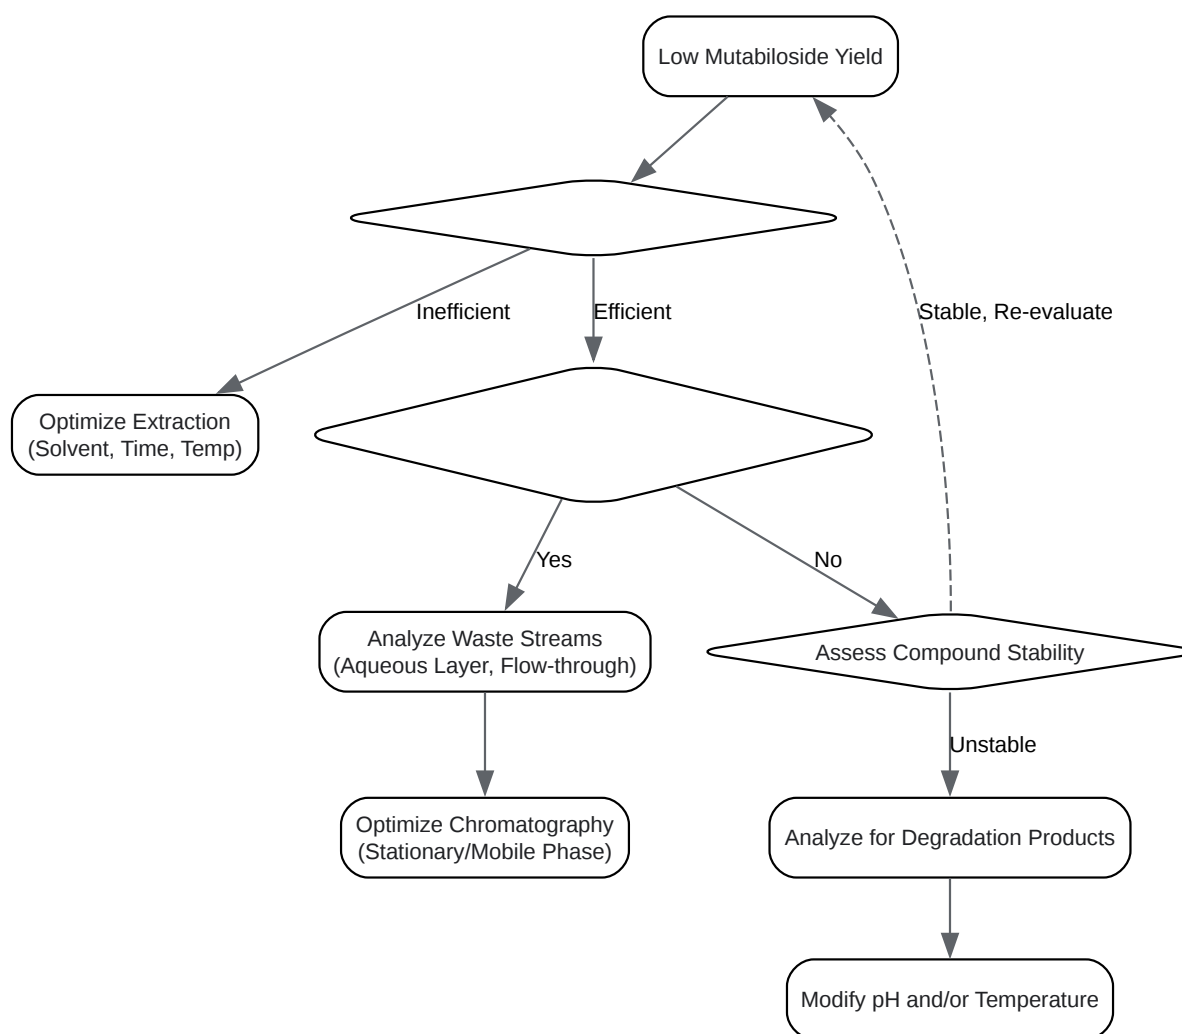 Low Mutabiloside Yield
Inefficient
Efficient
Stable, Re-evaluate
Optimize Extraction
(Solvent, Time, Temp)
Yes
No
Analyze Waste Streams
(Aqueous Layer, Flow-through)
Assess Compound Stability
Unstable
Optimize Chromatography
(Stationary/Mobile Phase)
Analyze for Degradation Products
Modify pH and/or Temperature